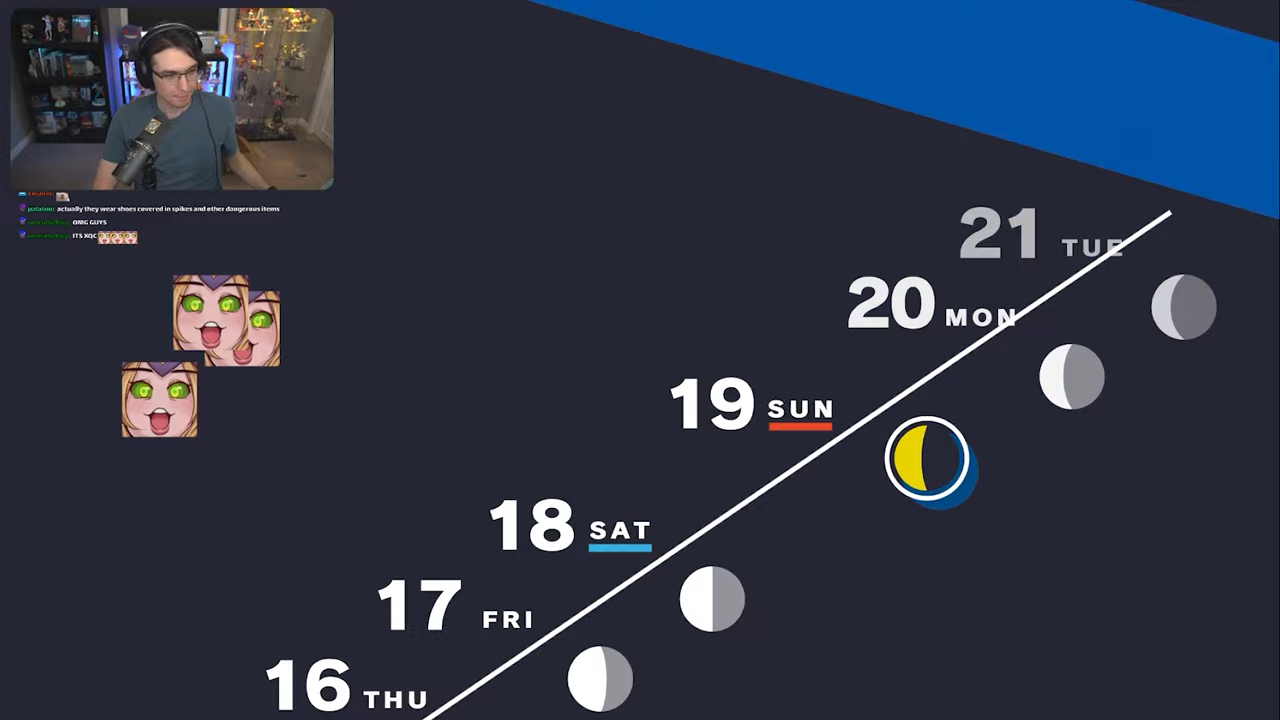 palaton: actually they wear shoes covered in spikes and other dangerous items
OMG GUYS
ITS XQC
21 TUE
20 MON
19 SUN
18 SAT
17 FRI
16 THU